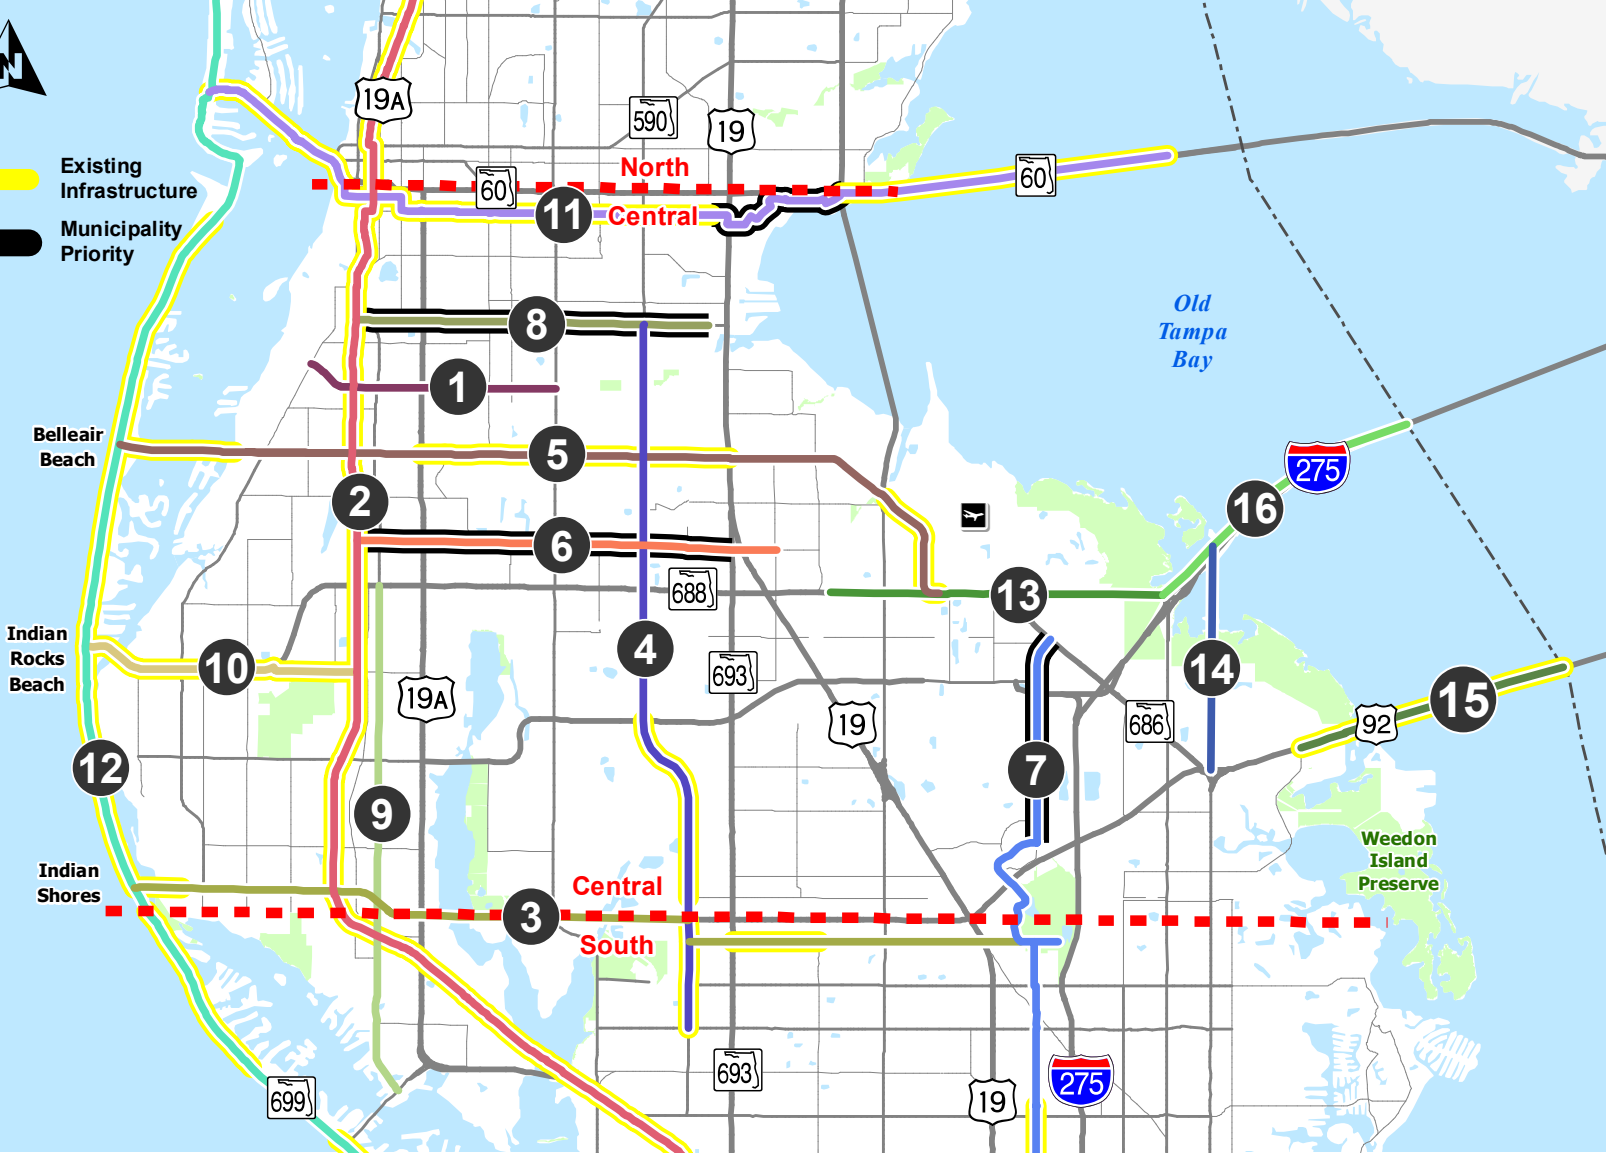 N
19A
590
19
North
60
60
Existing
Infrastructure
11
Central
Municipality
Priority
Old
Tampa
Bay
8
1
Belleair
Beach
5
275
2
16
6
688
13
Indian
Rocks
Beach
10
4
693
14
19A
19
686
92
15
12
7
9
Weedon
Island
Preserve
Indian
Shores
Central
3
South
693
275
699
19